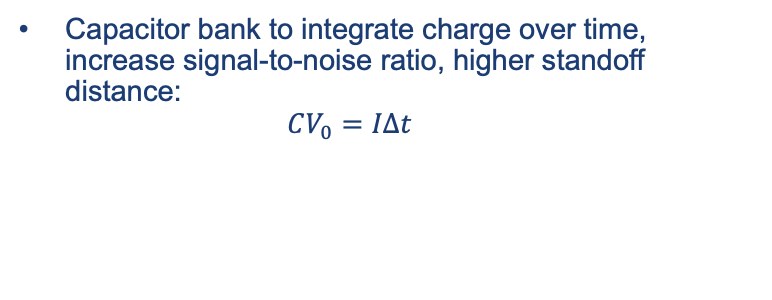 • Capacitor bank to integrate charge over time,
increase signal-to-noise ratio, higher standoff
distance:
𝐶𝑉₀ = 𝐼Δ𝑡